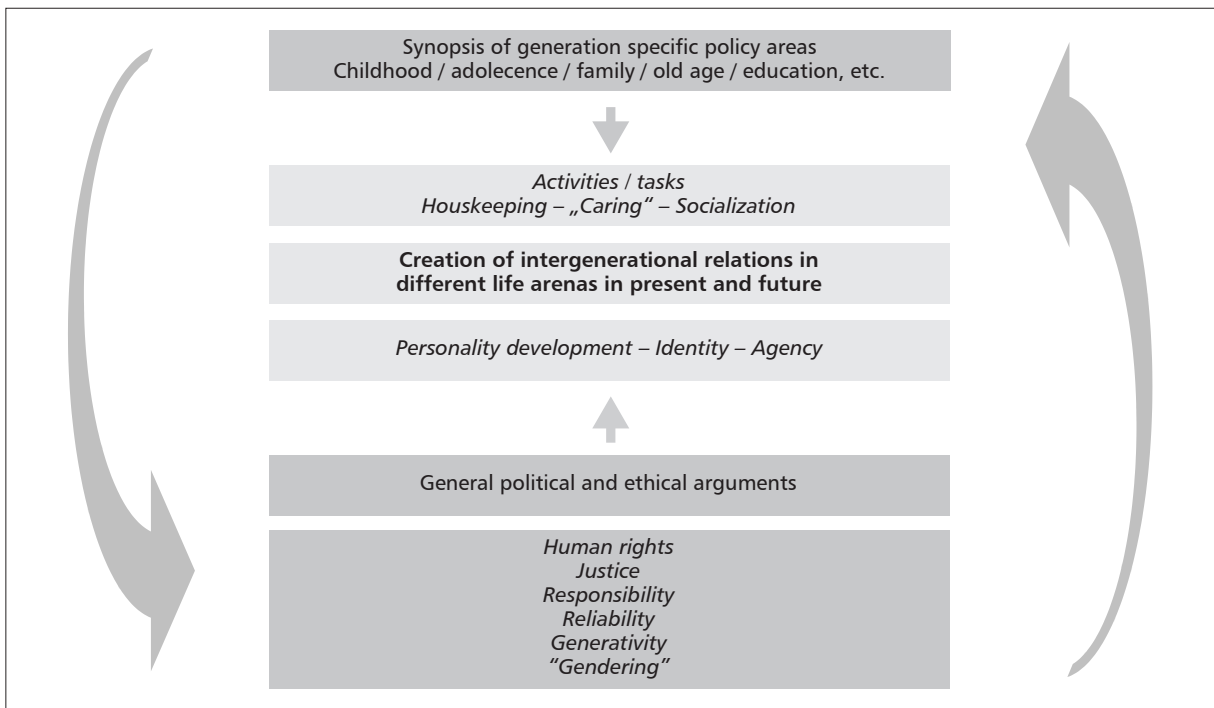 Synopsis of generation specific policy areas
Childhood / adolecence / family / old age / education, etc.
Activities / tasks
Houskeeping – „Caring“ – Socialization
Creation of intergenerational relations in
different life arenas in present and future
Personality development – Identity – Agency
General political and ethical arguments
Human rights
Justice
Responsibility
Reliability
Generativity
“Gendering”